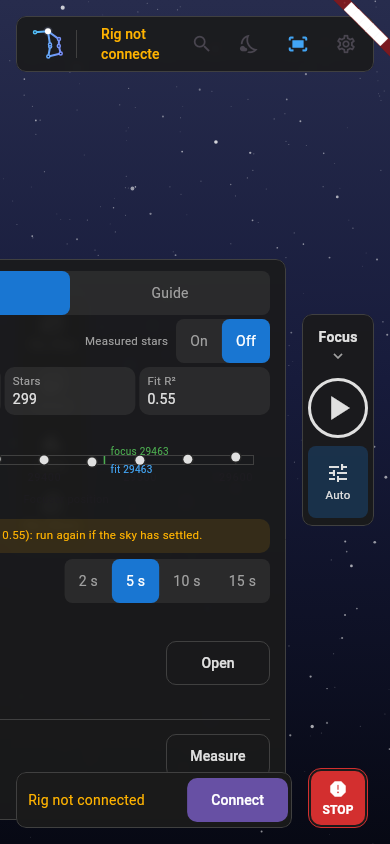 Rig not
connecte
Guide
Measured stars
On
Off
Stars
299
Fit R²
0.55
focus 29463
fit 29463
0.55): run again if the sky has settled.
2 s
5 s
10 s
15 s
Open
Measure
Focus
Auto
Rig not connected
Connect
STOP